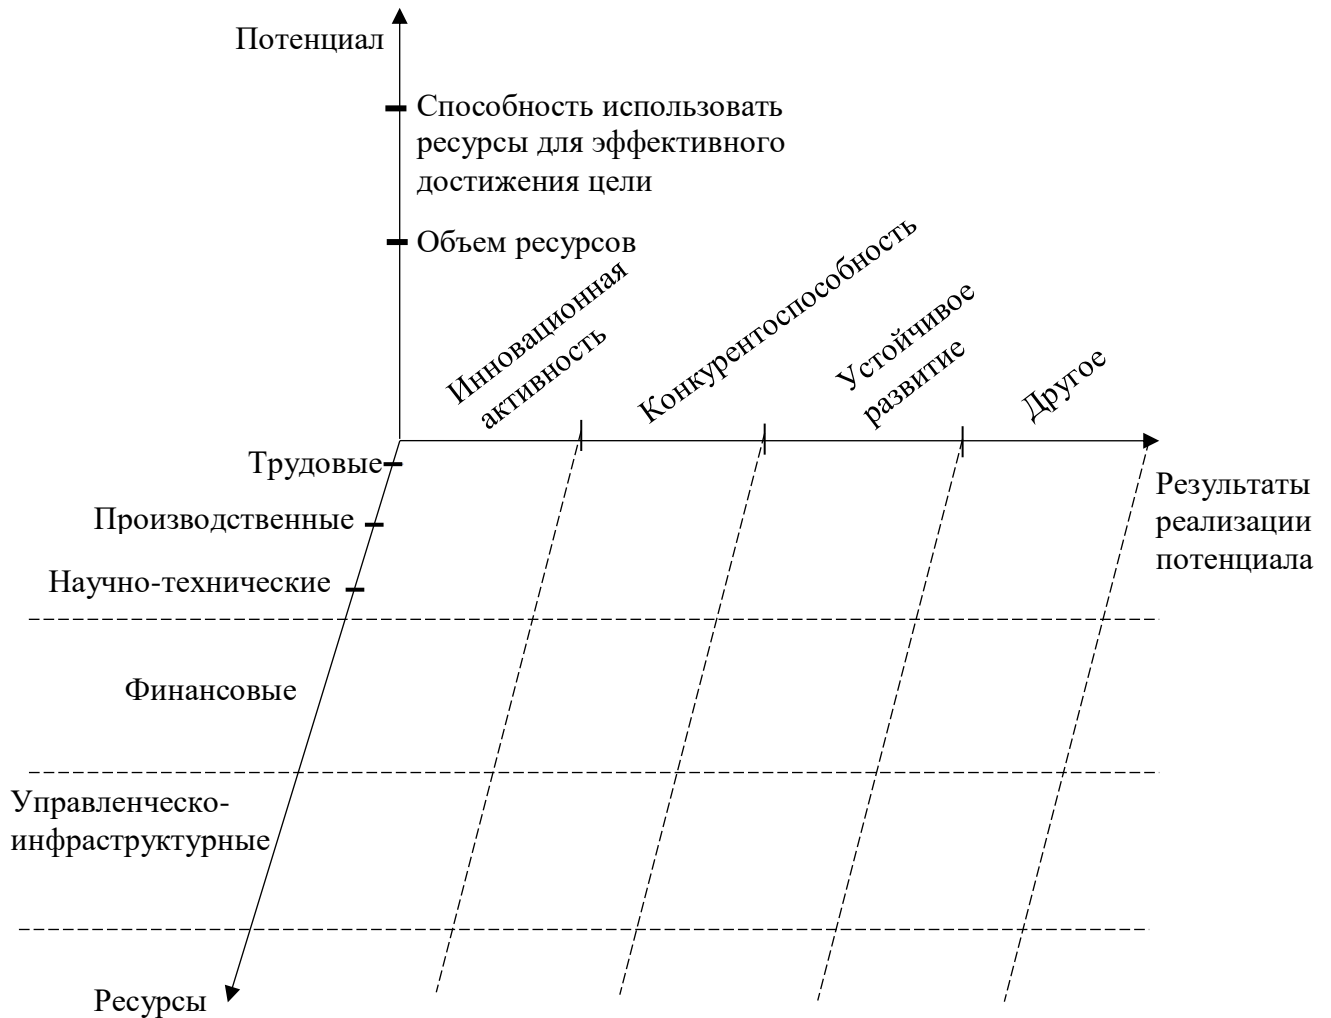 Потенциал
Способность использовать
ресурсы для эффективного
достижения цели
Объем ресурсов
Инновационная
активность
Конкурентоспособность
Устойчивое
развитие
Другое
Трудовые
Результаты
реализации
потенциала
Производственные
Научно-технические
Финансовые
Управленческо-
инфраструктурные
Ресурсы